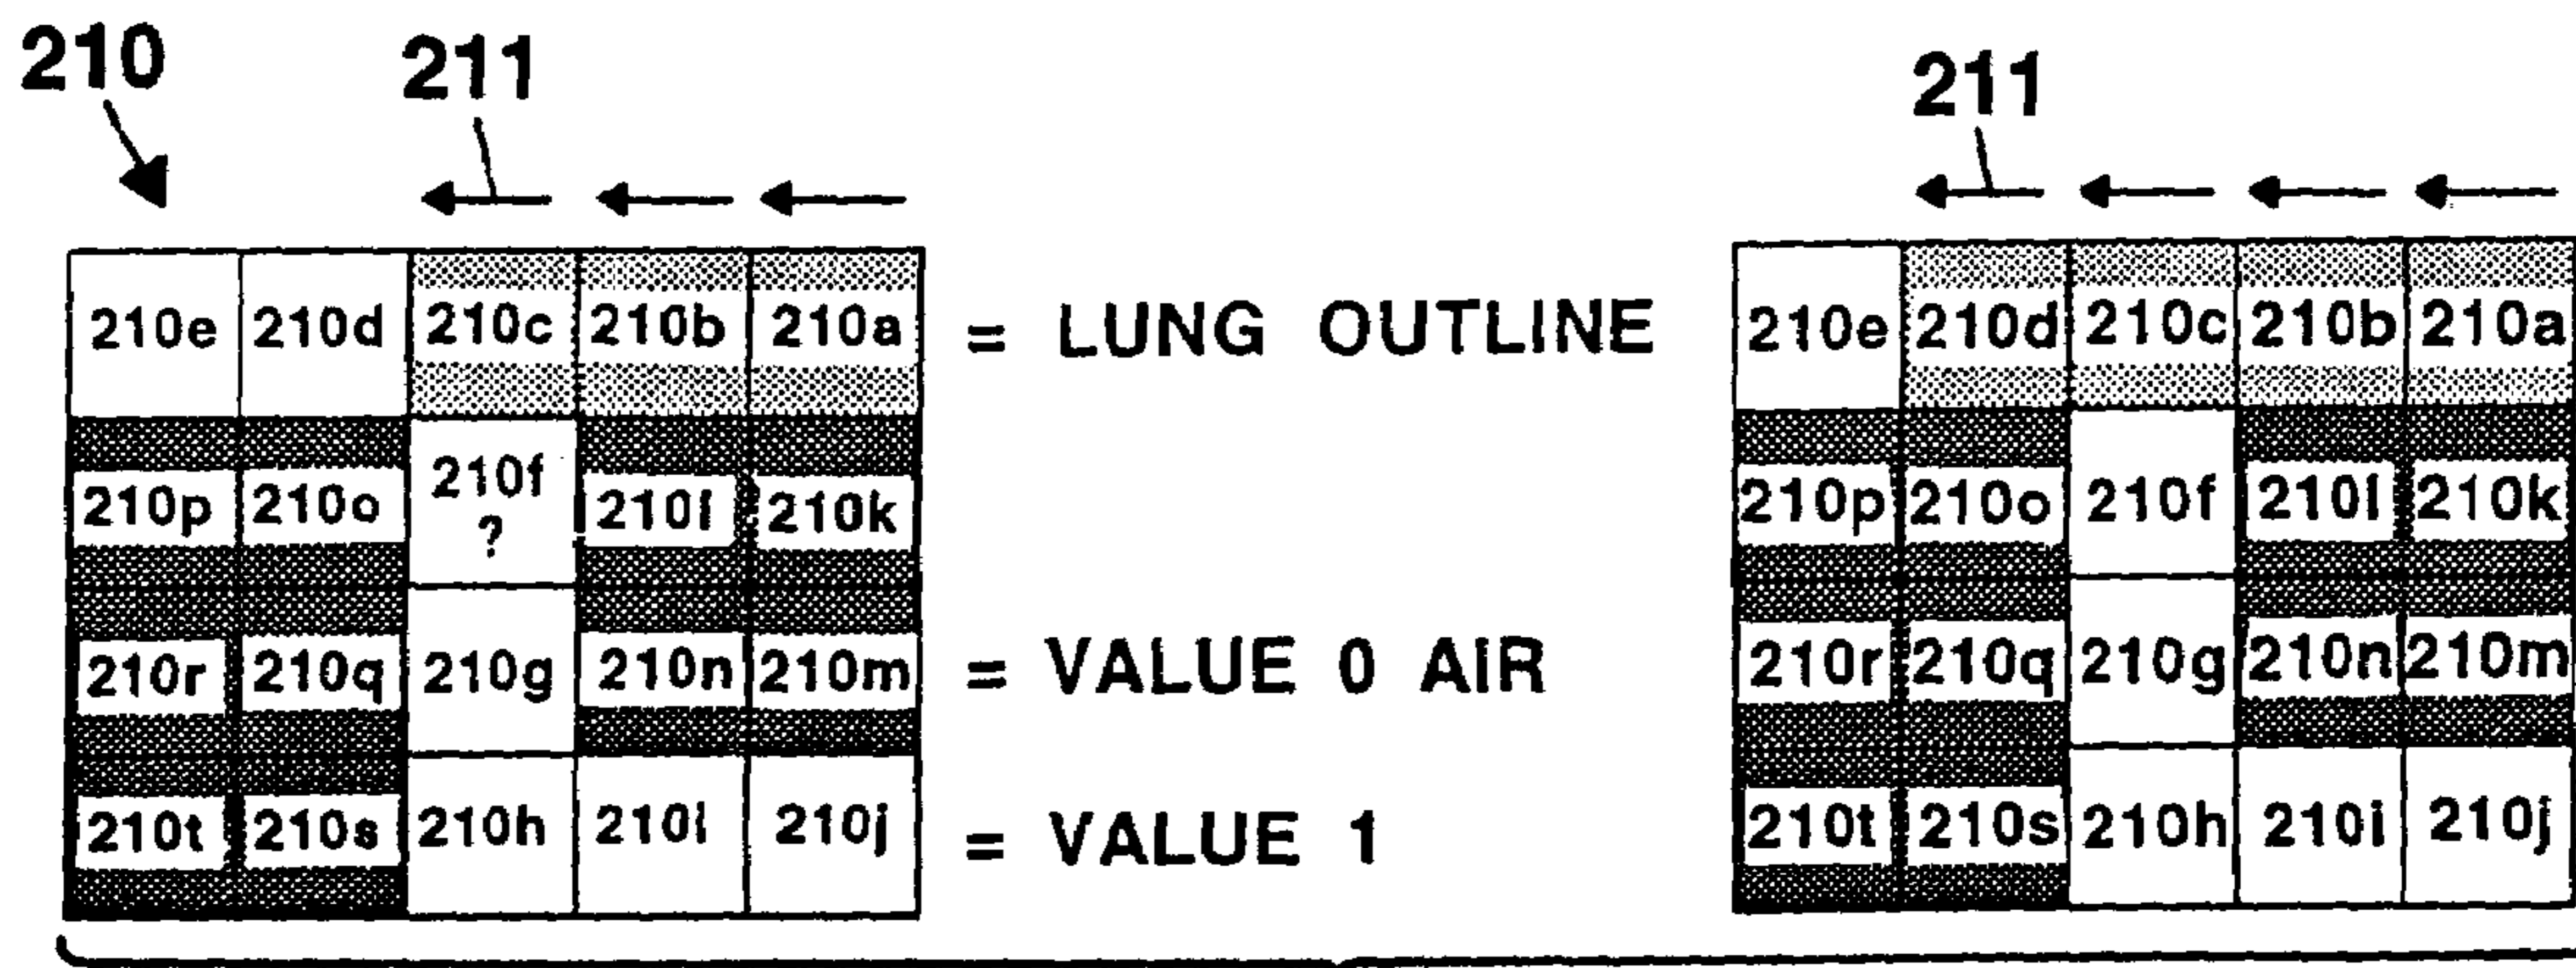 210 211 211
210e 210d 210c 210b 210a = LUNG OUTLINE 210e 210d 210c 210b 210a
210p 210o 210f ? 210l 210k 210p 210o 210f 210l 210k
210r 210q 210g 210n 210m = VALUE 0 AIR 210r 210q 210g 210n 210m
210t 210s 210h 210i 210j = VALUE 1 210t 210s 210h 210i 210j